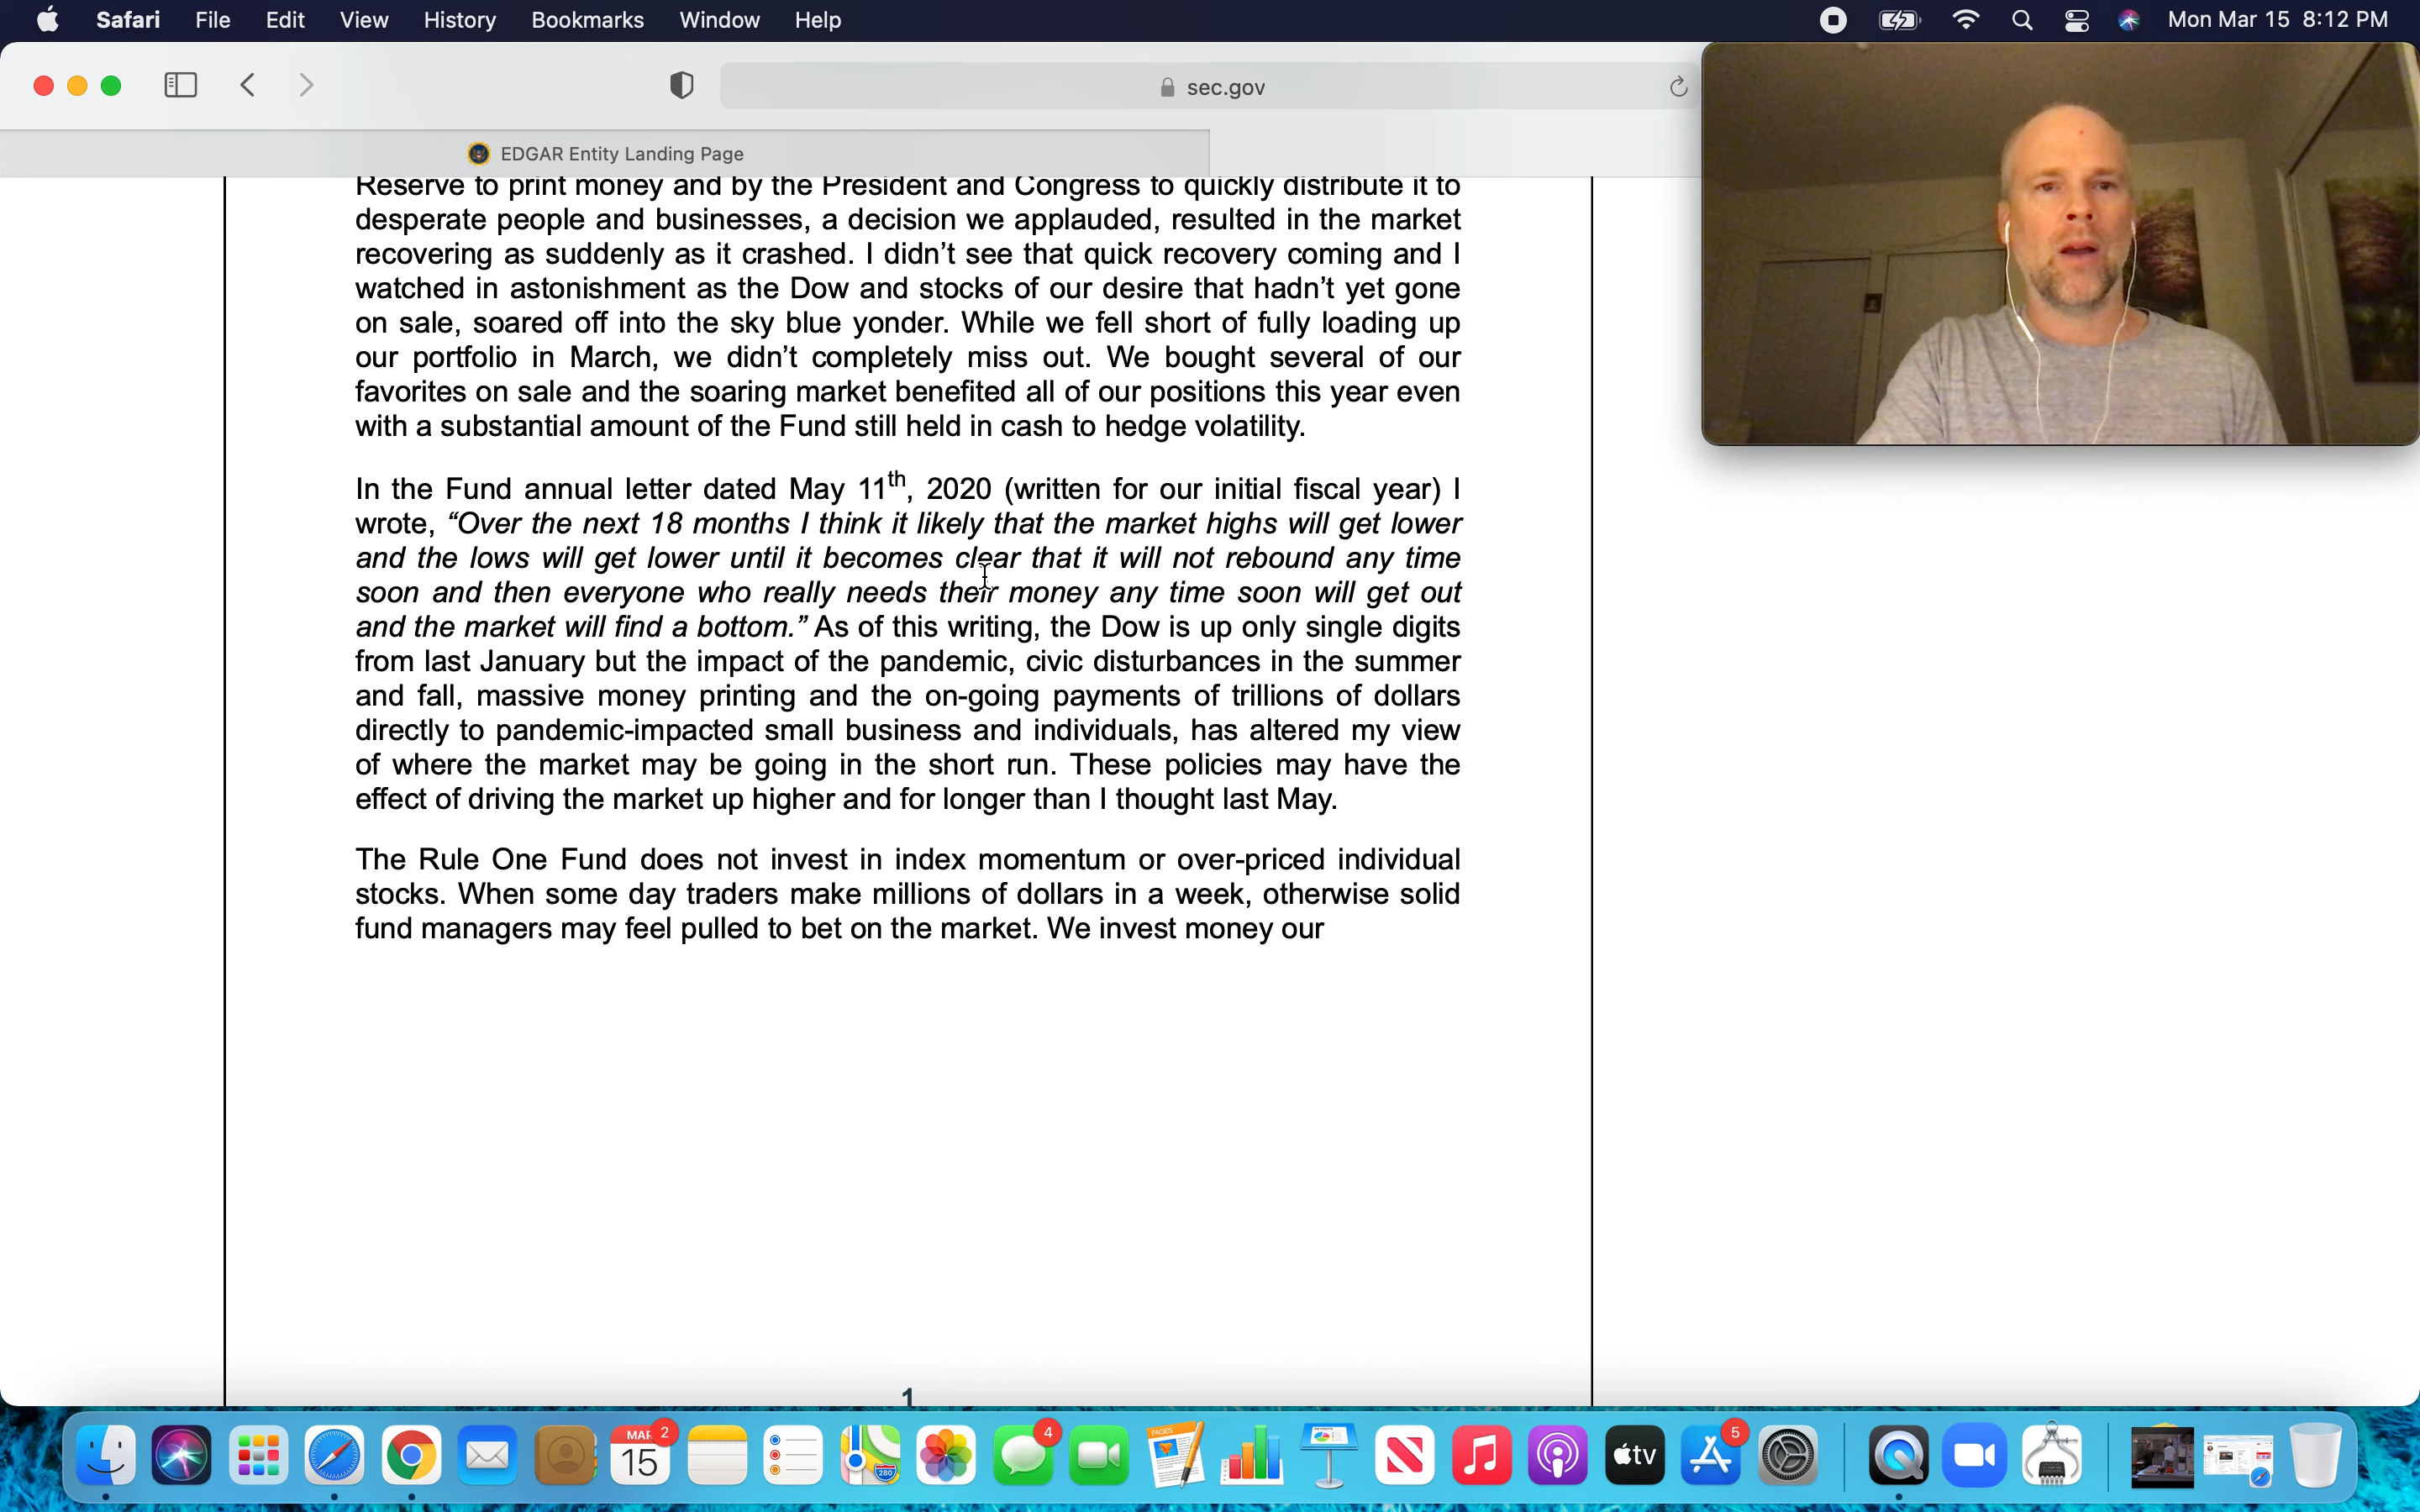 Safari File Edit View History Bookmarks Window Help Mon Mar 15 8:12 PM
sec.gov
EDGAR Entity Landing Page
Reserve to print money and by the President and Congress to quickly distribute it to
desperate people and businesses, a decision we applauded, resulted in the market
recovering as suddenly as it crashed. I didn’t see that quick recovery coming and I
watched in astonishment as the Dow and stocks of our desire that hadn’t yet gone
on sale, soared off into the sky blue yonder. While we fell short of fully loading up
our portfolio in March, we didn’t completely miss out. We bought several of our
favorites on sale and the soaring market benefited all of our positions this year even
with a substantial amount of the Fund still held in cash to hedge volatility.
In the Fund annual letter dated May 11th, 2020 (written for our initial fiscal year) I
wrote, “Over the next 18 months I think it likely that the market highs will get lower
and the lows will get lower until it becomes clear that it will not rebound any time
soon and then everyone who really needs their money any time soon will get out
and the market will find a bottom.” As of this writing, the Dow is up only single digits
from last January but the impact of the pandemic, civic disturbances in the summer
and fall, massive money printing and the on-going payments of trillions of dollars
directly to pandemic-impacted small business and individuals, has altered my view
of where the market may be going in the short run. These policies may have the
effect of driving the market up higher and for longer than I thought last May.
The Rule One Fund does not invest in index momentum or over-priced individual
stocks. When some day traders make millions of dollars in a week, otherwise solid
fund managers may feel pulled to bet on the market. We invest money our
1
MAR 2
15
280
4
PAGES
tv
5